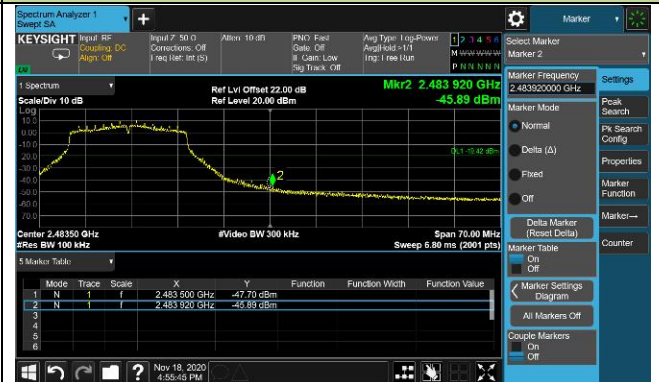 Spectrum Analyzer 1
Swept SA
Marker
KEYSIGHT
Input: RF
Coupling: DC
Align: Off
Input Z: 50 Ω
Corrections: Off
Freq Ref: Int (S)
Atten: 10 dB
PNO: Fast
Gate: Off
IF Gain: Low
Sig Track: Off
Avg Type: Log-Power
Avg|Hold:>1/1
Trig: Free Run
1 2 3 4 5 6
M W W W W W
P N N N N N
Select Marker
Marker 2
1 Spectrum
Scale/Div 10 dB
Log
Ref Lvl Offset 22.00 dB
Ref Level 20.00 dBm
Mkr2 2.483 920 GHz
-45.89 dBm
10.0
0.00
-10.0
-20.0
-30.0
-40.0
-50.0
-60.0
-70.0
DL1 -19.42 dBm
2
Center 2.48350 GHz
#Res BW 100 kHz
#Video BW 300 kHz
Span 70.00 MHz
Sweep 6.80 ms (2001 pts)
5 Marker Table
Mode Trace Scale X Y Function Function Width Function Value
1 N 1 f 2.483 500 GHz -47.70 dBm
2 N 1 f 2.483 920 GHz -45.89 dBm
3
4
5
6
Marker Frequency
2.483920000 GHz
Marker Mode
Normal
Delta (Δ)
Fixed
Off
Delta Marker
(Reset Delta)
Marker Table
On
Off
Marker Settings
Diagram
All Markers Off
Couple Markers
On
Off
Settings
Peak
Search
Pk Search
Config
Properties
Marker
Function
Marker→
Counter
?
Nov 18, 2020
4:55:45 PM